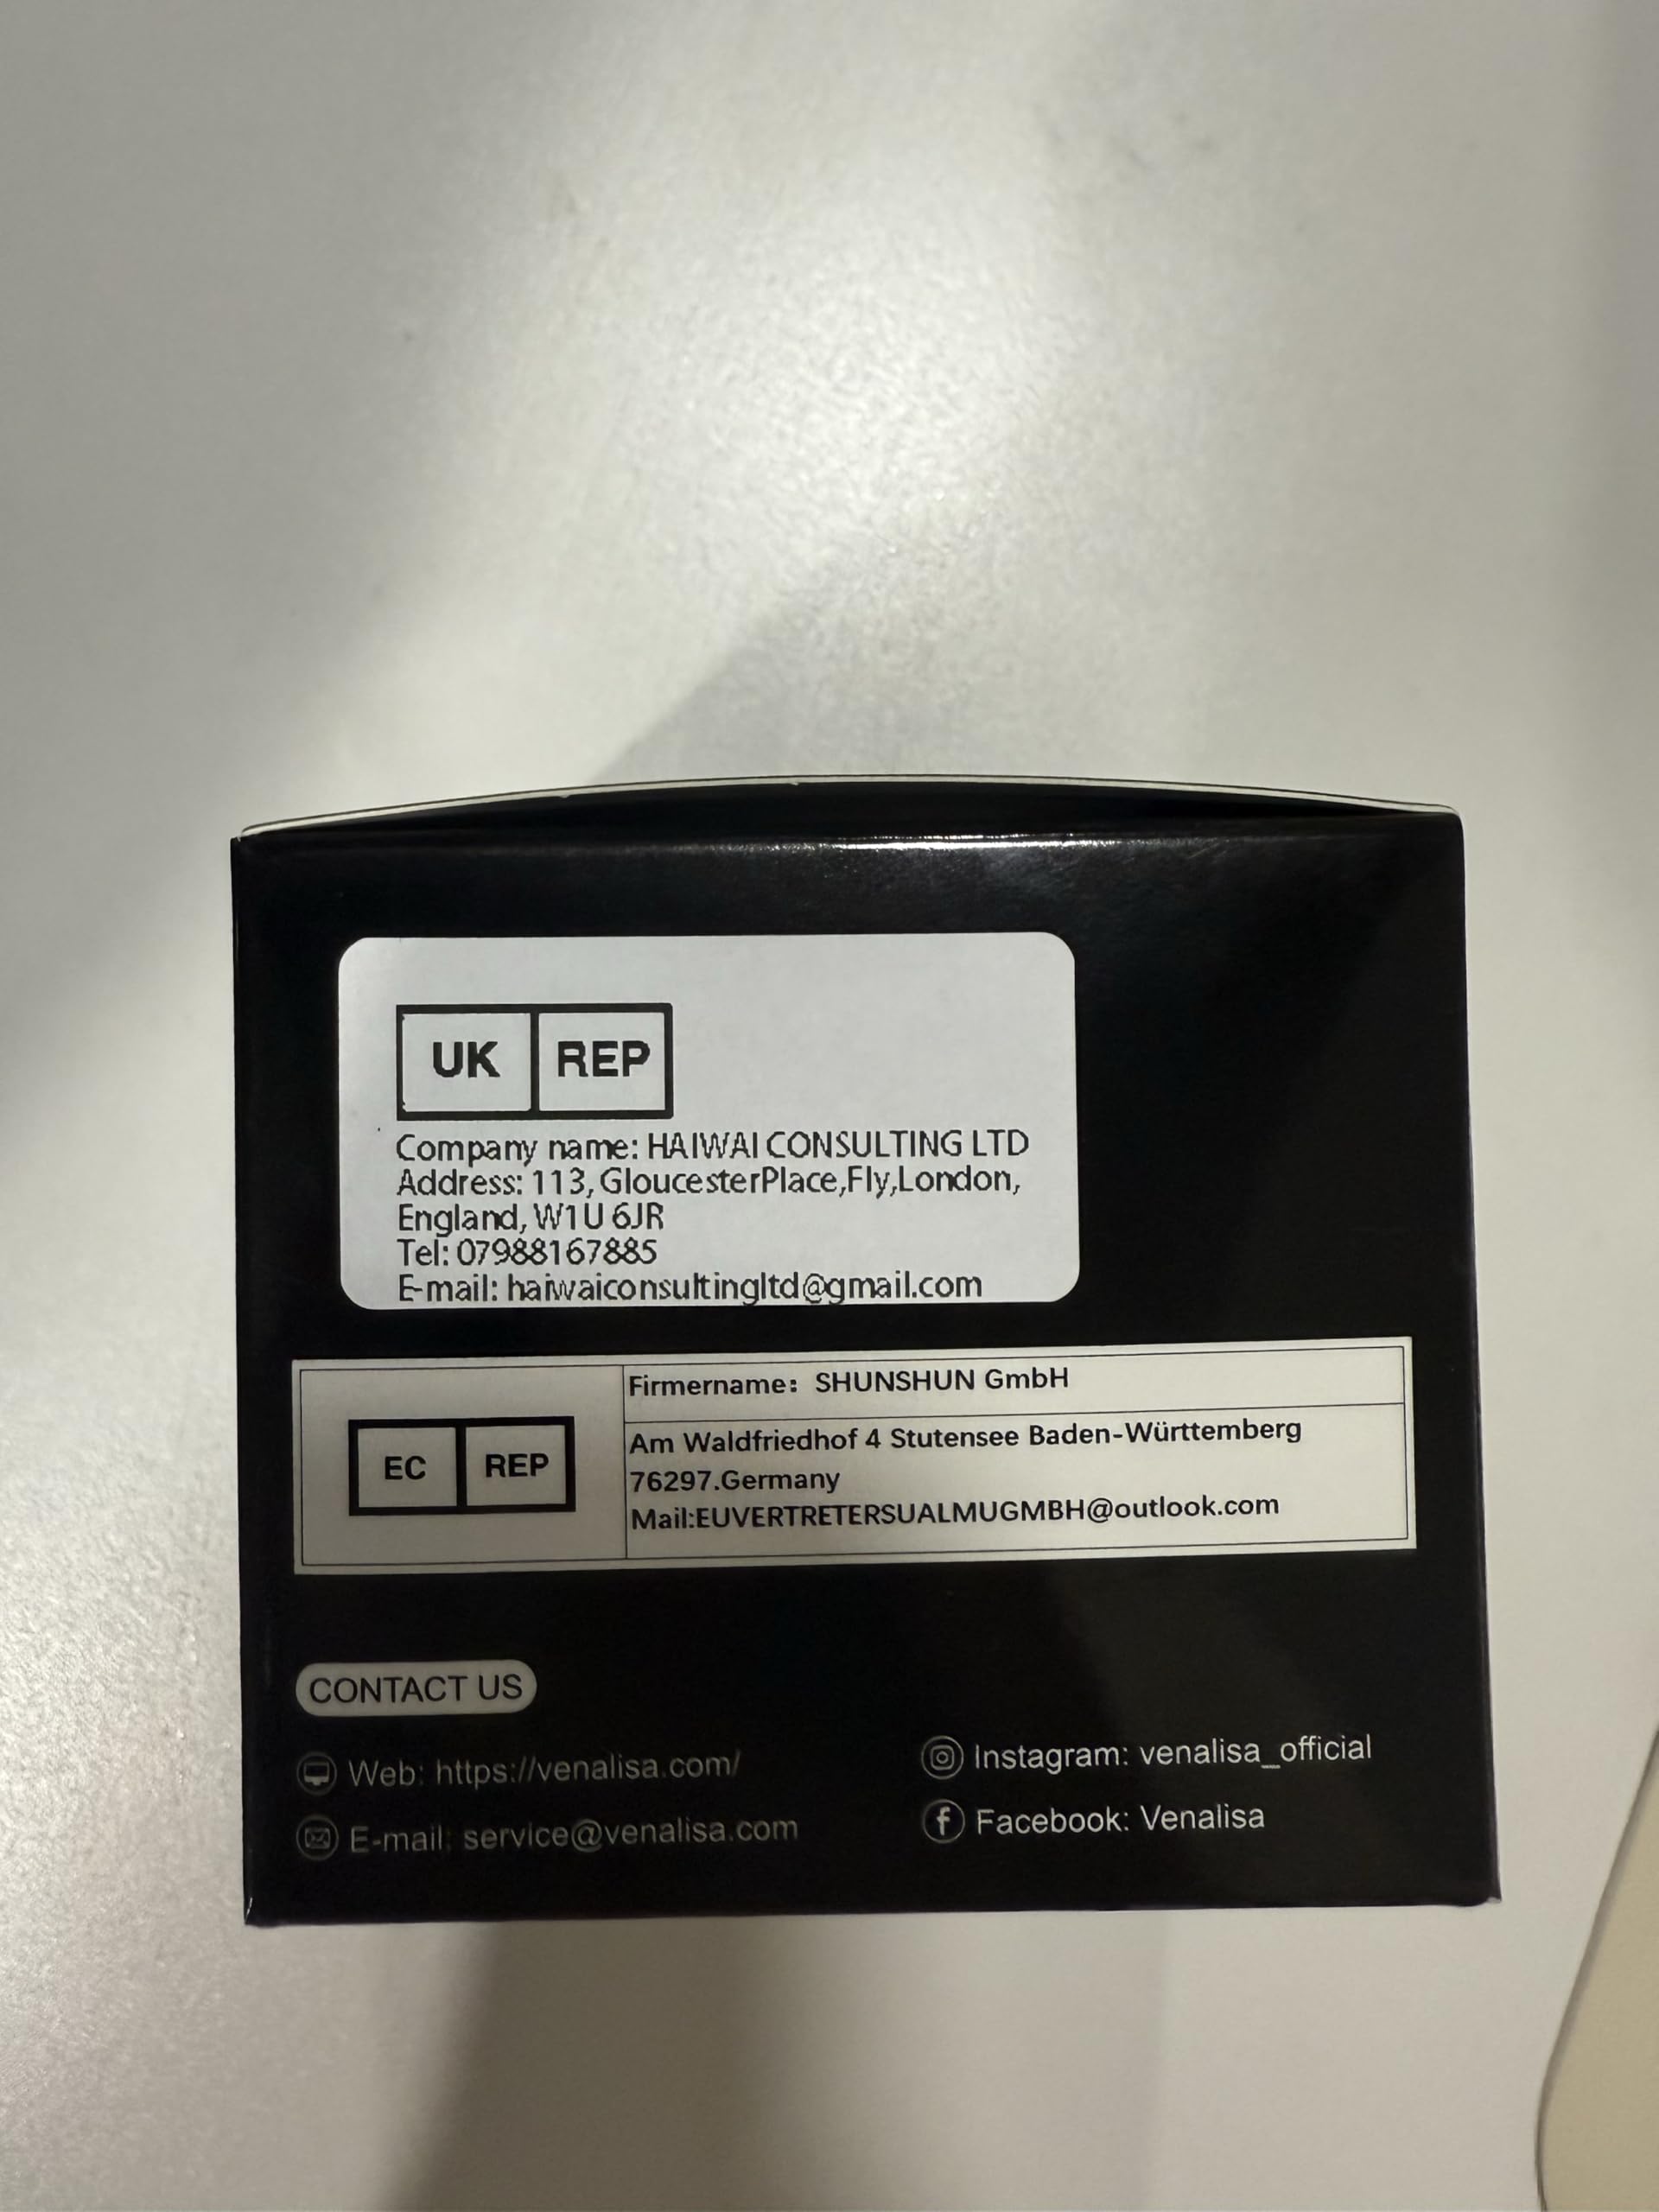 UK REP
Company name: HAIWAI CONSULTING LTD
Address: 113, GloucesterPlace,Fly,London,
England, W1U 6JR
Tel: 07988167885
E-mail: haiwaiconsultingltd@gmail.com
EC REP
Firmername: SHUNSHUN GmbH
Am Waldfriedhof 4 Stutensee Baden-Württemberg
76297.Germany
Mail:EUVERTRETERSUALMUGMBH@outlook.com
CONTACT US
Web: https://venalisa.com/
E-mail: service@venalisa.com
Instagram: venalisa_official
Facebook: Venalisa